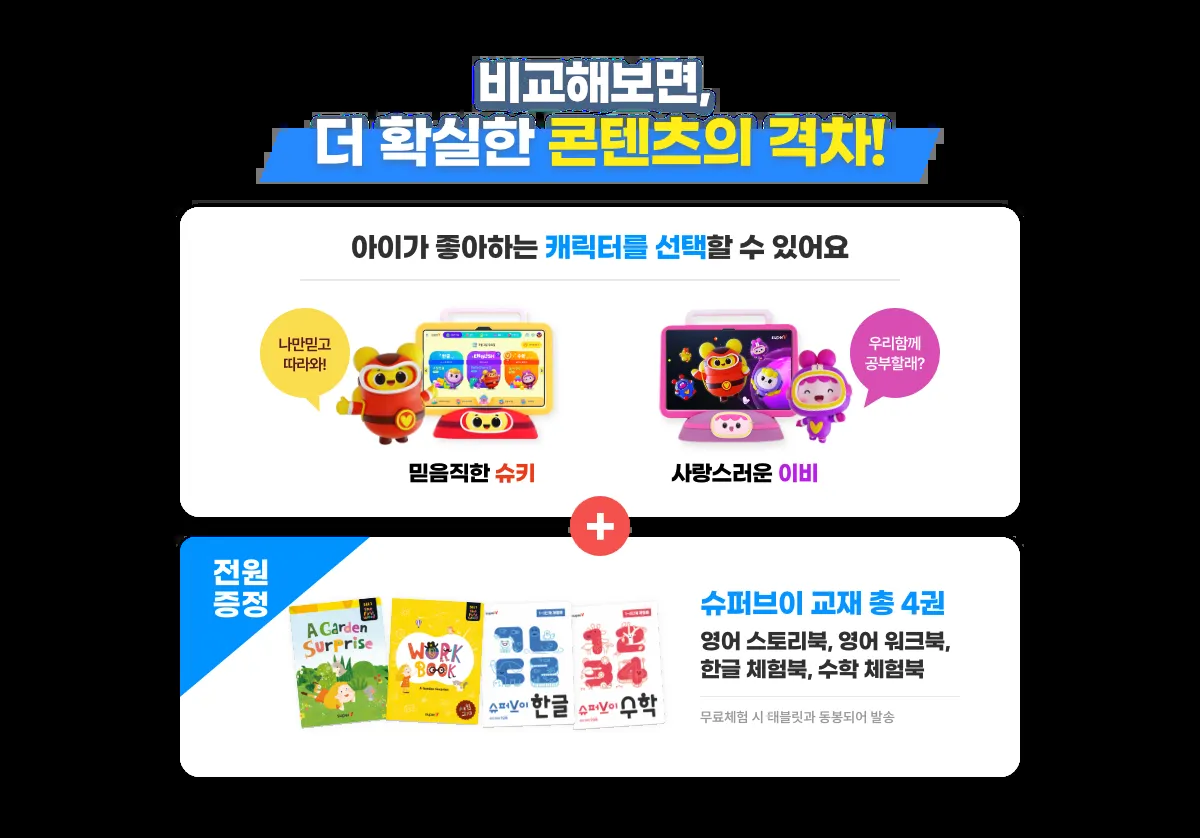 비교해보면,
더 확실한 콘텐츠의 격차!
아이가 좋아하는 캐릭터를 선택할 수 있어요
나만믿고
따라와!
superV
우리함께
공부할래?
믿음직한 슈키
사랑스러운 이비
+
전원
증정
A Garden
Surprise
superV
WORK
BOOK
superV
superV
슈퍼V이 한글
superV
슈퍼V이 수학
슈퍼브이 교재 총 4권
영어 스토리북, 영어 워크북,
한글 체험북, 수학 체험북
무료체험 시 태블릿과 동봉되어 발송